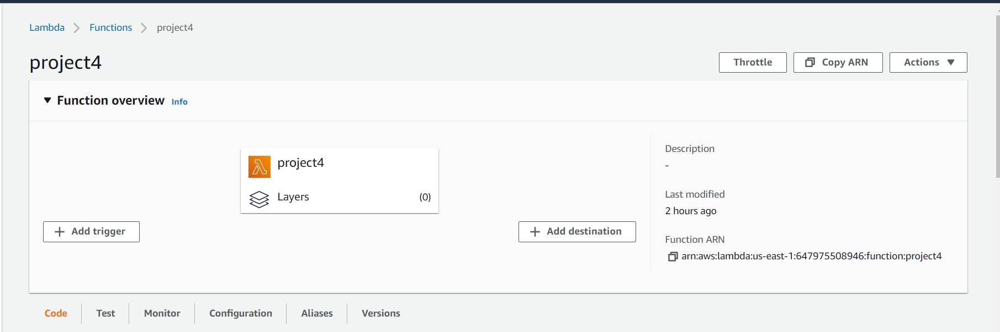 Lambda Functions project4
project4
Throttle Copy ARN Actions
Function overview Info
project4
Layers (0)
Add trigger
Add destination
Description
-
Last modified
2 hours ago
Function ARN
arn:aws:lambda:us-east-1:647975508946:function:project4
Code Test Monitor Configuration Aliases Versions